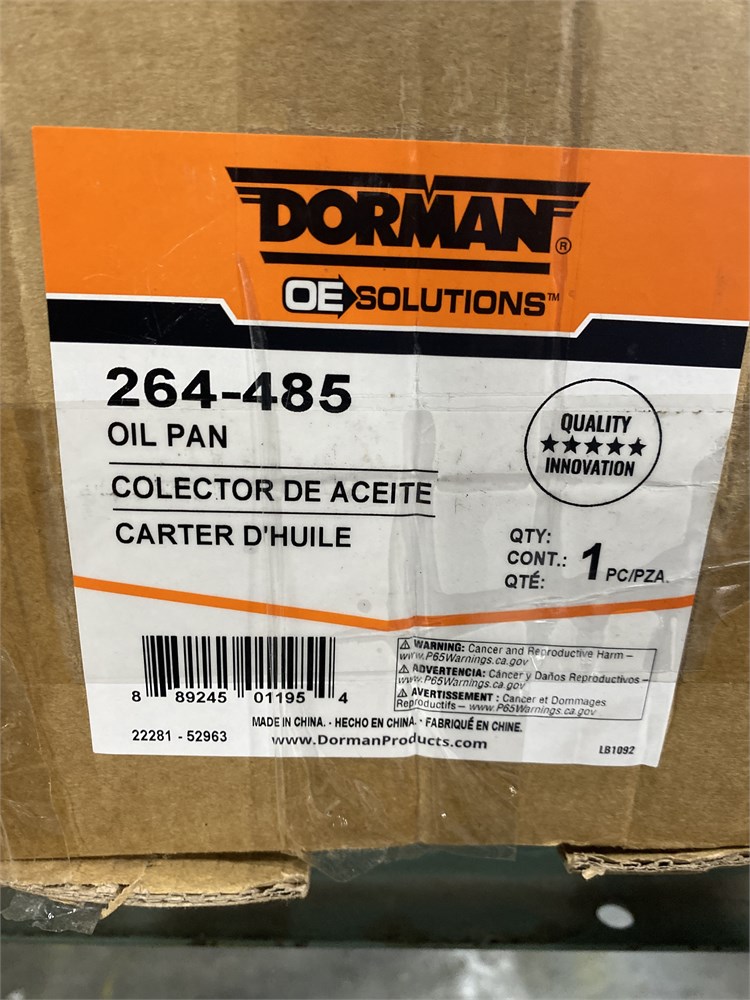 DORMAN®
OE SOLUTIONS™
264-485
OIL PAN
COLECTOR DE ACEITE
CARTER D'HUILE
QUALITY
★★★★★
INNOVATION
QTY:
CONT.:
QTÉ:
1 PC/PZA.
8 89245 01195 4
22281 - 52963
⚠ WARNING: Cancer and Reproductive Harm –
www.P65Warnings.ca.gov
⚠ ADVERTENCIA: Cáncer y Daños Reproductivos –
www.P65Warnings.ca.gov
⚠ AVERTISSEMENT : Cancer et Dommages
Reproductifs – www.P65Warnings.ca.gov
MADE IN CHINA. · HECHO EN CHINA. · FABRIQUÉ EN CHINE.
www.DormanProducts.com
LB1092